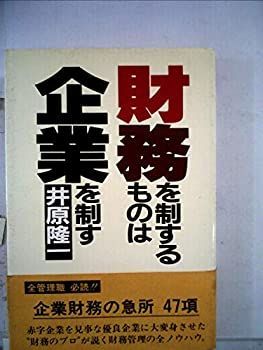 財務を制するものは
企業を制す
井原隆一
全管理職 必読!!
企業財務の急所 47項
赤字企業を見事な優良企業に大変身させた
"財務のプロ"が説く財務管理の全ノウハウ。